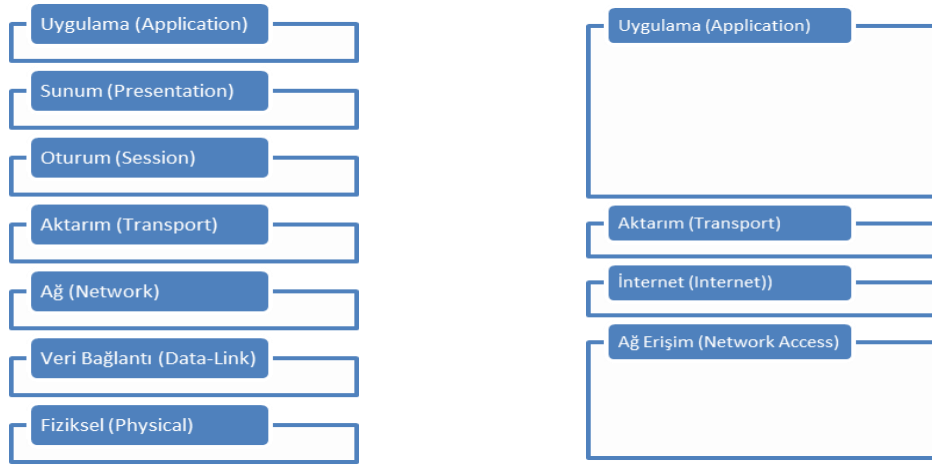 Uygulama (Application)
Sunum (Presentation)
Oturum (Session)
Aktarım (Transport)
Ağ (Network)
Veri Bağlantı (Data-Link)
Fiziksel (Physical)
Uygulama (Application)
Aktarım (Transport)
İnternet (Internet))
Ağ Erişim (Network Access)